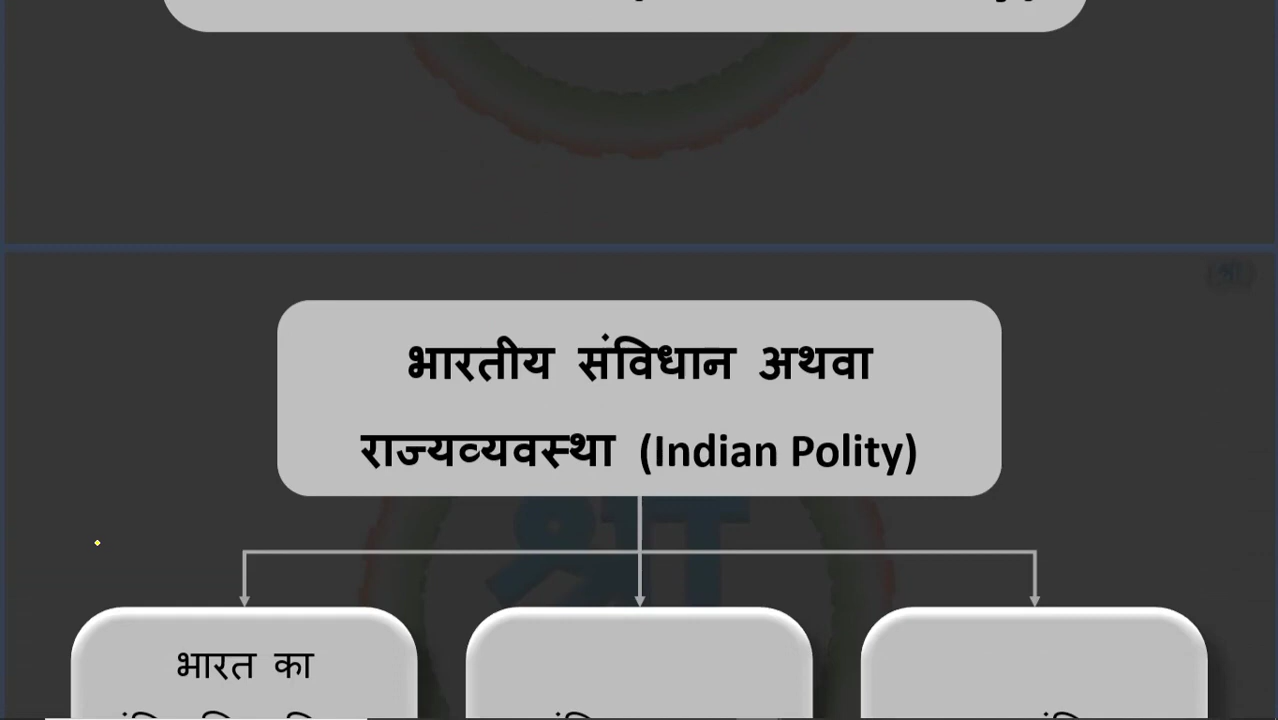 भारतीय संविधान अथवा
राज्यव्यवस्था (Indian Polity)
श्री
भारत का